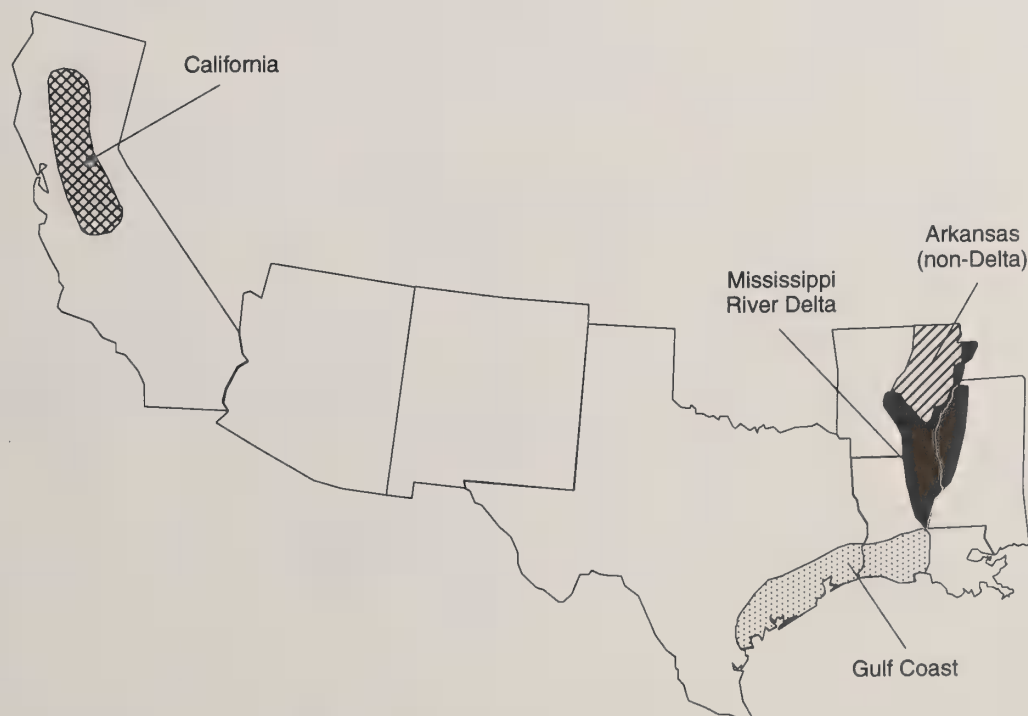 California
Arkansas
(non-Delta)
Mississippi
River Delta
Gulf Coast